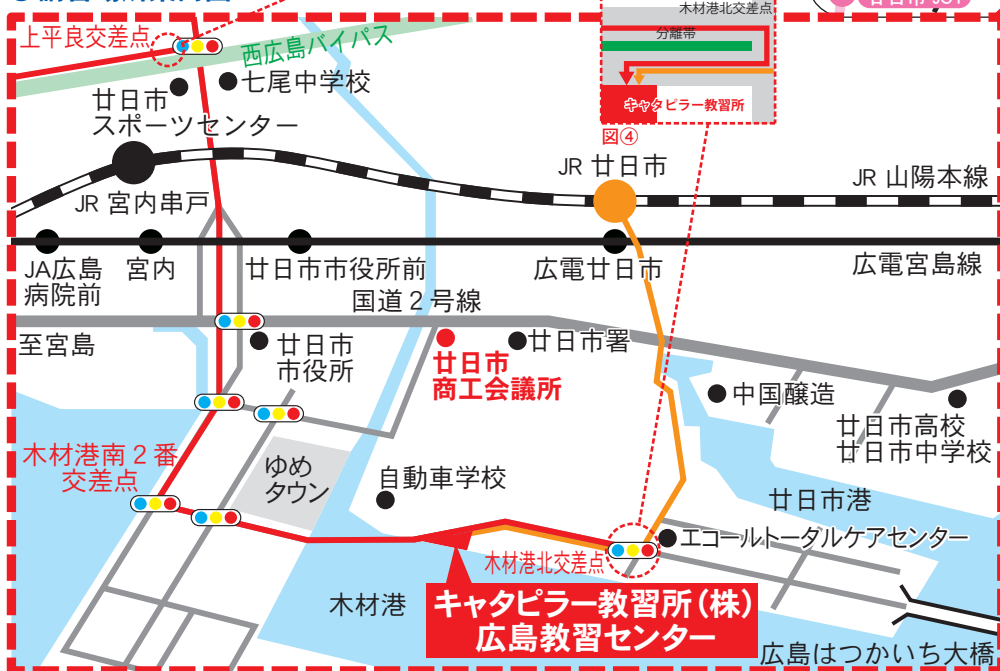 木材港北交差点
廿日市JCT
上平良交差点
西広島バイパス
分離帯
キャタピラー教習所
図④
七尾中学校
廿日市
スポーツセンター
JR 廿日市
JR 宮内串戸
JR 山陽本線
JA広島
病院前
宮内
廿日市市役所前
広電廿日市
広電宮島線
国道2号線
至宮島
廿日市
市役所
廿日市
商工会議所
廿日市署
中国醸造
廿日市高校
廿日市中学校
木材港南2番
交差点
ゆめ
タウン
自動車学校
廿日市港
エコールトータルケアセンター
木材港北交差点
木材港
キャタピラー教習所(株)
広島教習センター
広島はつかいち大橋